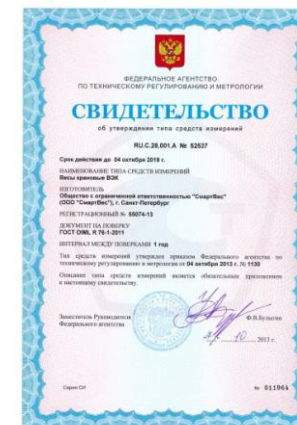 ФЕДЕРАЛЬНОЕ АГЕНТСТВО
ПО ТЕХНИЧЕСКОМУ РЕГУЛИРОВАНИЮ И МЕТРОЛОГИИ
СВИДЕТЕЛЬСТВО
об утверждении типа средств измерений
RU.C.28.001.A № 52537
Срок действия до 04 октября 2018 г.
НАИМЕНОВАНИЕ ТИПА СРЕДСТВ ИЗМЕРЕНИЙ
Весы крановые ВЭК
ИЗГОТОВИТЕЛЬ
Общество с ограниченной ответственностью "СмартВес"
(ООО "СмартВес"), г. Санкт-Петербург
РЕГИСТРАЦИОННЫЙ № 55074-13
ДОКУМЕНТ НА ПОВЕРКУ
ГОСТ OIML R 76-1-2011
ИНТЕРВАЛ МЕЖДУ ПОВЕРКАМИ 1 год
Тип средств измерений утвержден приказом Федерального агентства по
техническому регулированию и метрологии от 04 октября 2013 г. № 1130
Описание типа средств измерений является обязательным приложением
к настоящему свидетельству.
Заместитель Руководителя
Федерального агентства
Ф.В.Булыгин
10 2013 г.
Серия СИ
№ 011964